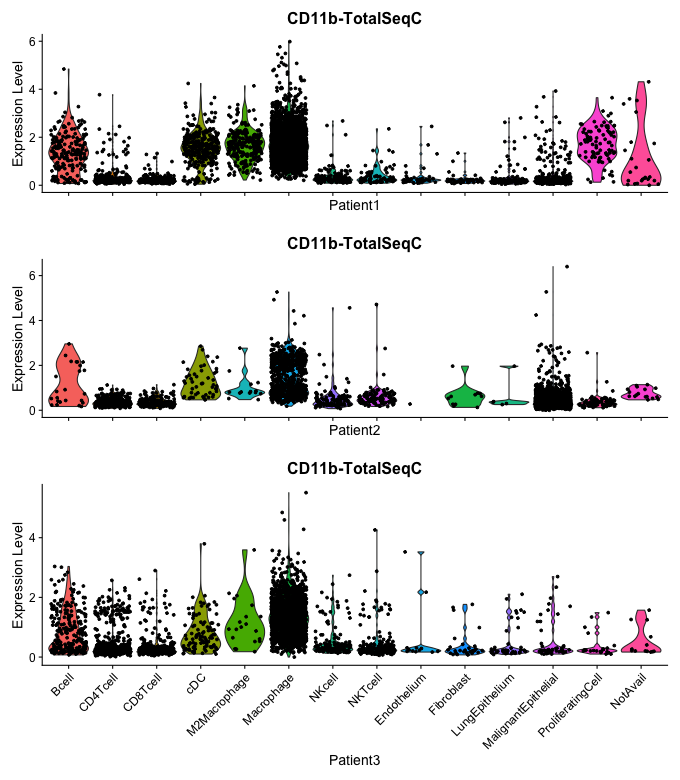 CD11b-TotalSeqC
Expression Level
6
4
2
0
Patient1
CD11b-TotalSeqC
Expression Level
6
4
2
0
Patient2
CD11b-TotalSeqC
Expression Level
4
2
0
Bcell
CD4Tcell
CD8Tcell
cDC
M2Macrophage
Macrophage
NKcell
NKTcell
Endothelium
Fibroblast
LungEpithelium
MalignantEpithelial
ProliferatingCell
NotAvail
Patient3